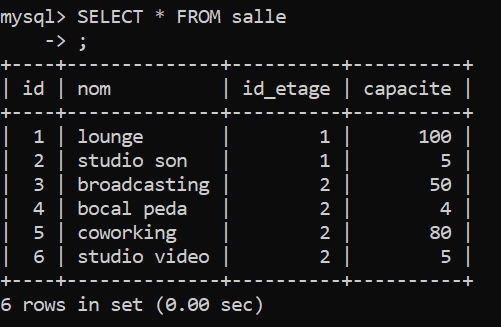 mysql> SELECT * FROM salle
    -> ;
+----+--------------+----------+----------+
| id | nom          | id_etage | capacite |
+----+--------------+----------+----------+
|  1 | lounge       |        1 |      100 |
|  2 | studio son   |        1 |        5 |
|  3 | broadcasting |        2 |       50 |
|  4 | bocal peda   |        2 |        4 |
|  5 | coworking    |        2 |       80 |
|  6 | studio video |        2 |        5 |
+----+--------------+----------+----------+
6 rows in set (0.00 sec)